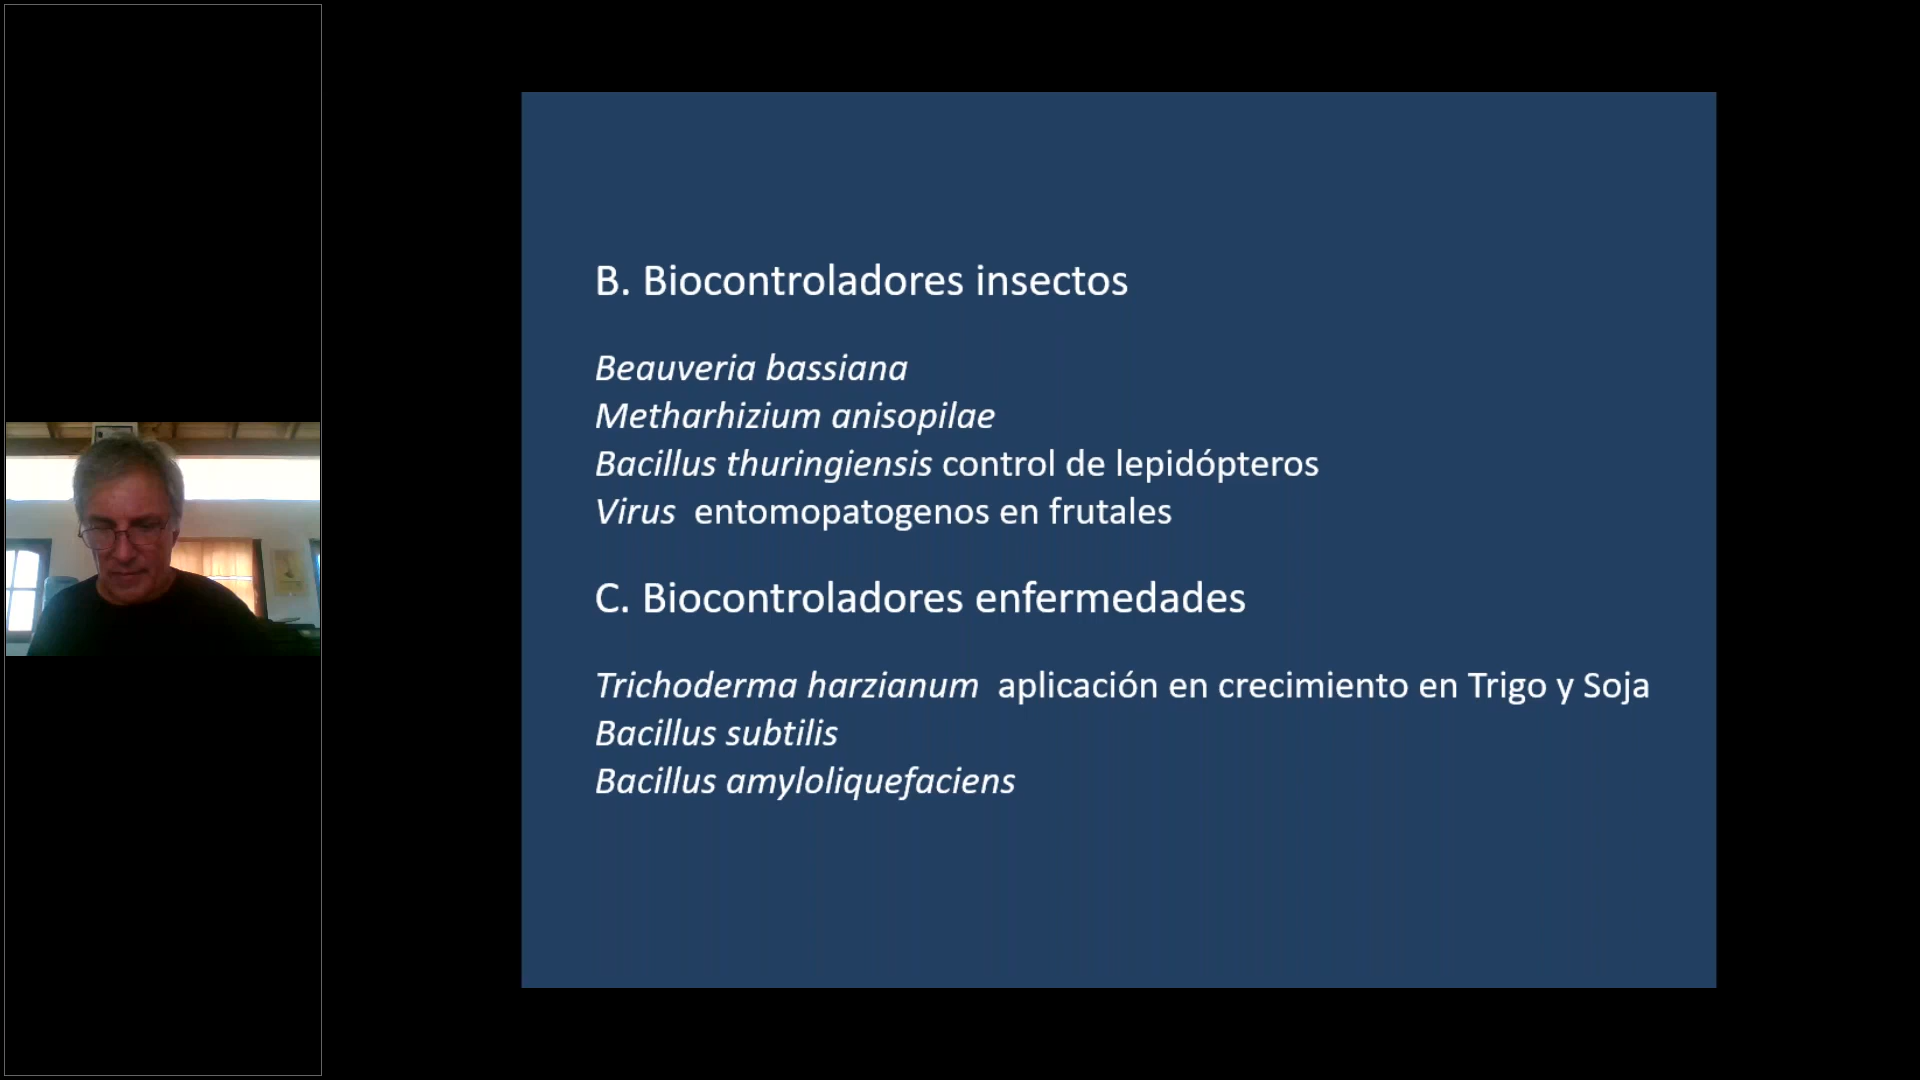 B. Biocontroladores insectos
Beauveria bassiana
Metharhizium anisopilae
Bacillus thuringiensis control de lepidópteros
Virus entomopatogenos en frutales
C. Biocontroladores enfermedades
Trichoderma harzianum aplicación en crecimiento en Trigo y Soja
Bacillus subtilis
Bacillus amyloliquefaciens